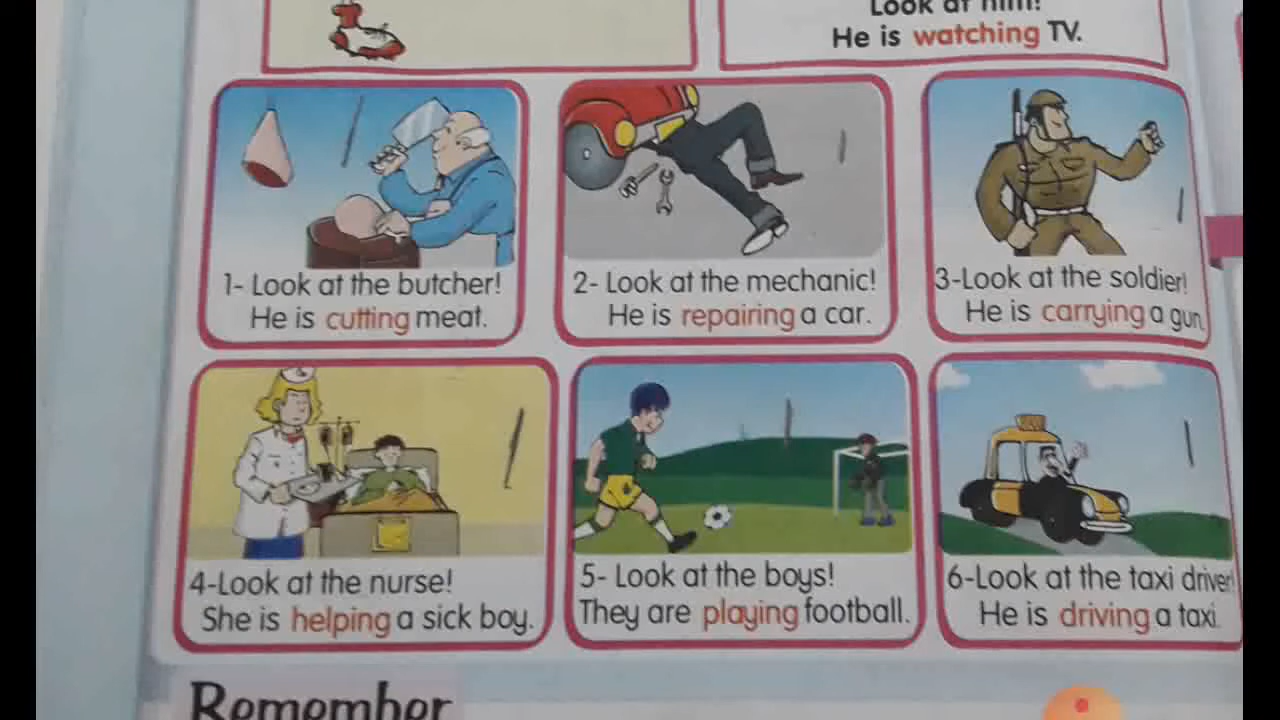 Look at him!
He is watching TV.
1- Look at the butcher!
He is cutting meat.
2- Look at the mechanic!
He is repairing a car.
3-Look at the soldier!
He is carrying a gun.
4-Look at the nurse!
She is helping a sick boy.
5- Look at the boys!
They are playing football.
6-Look at the taxi driver!
He is driving a taxi.
Remember